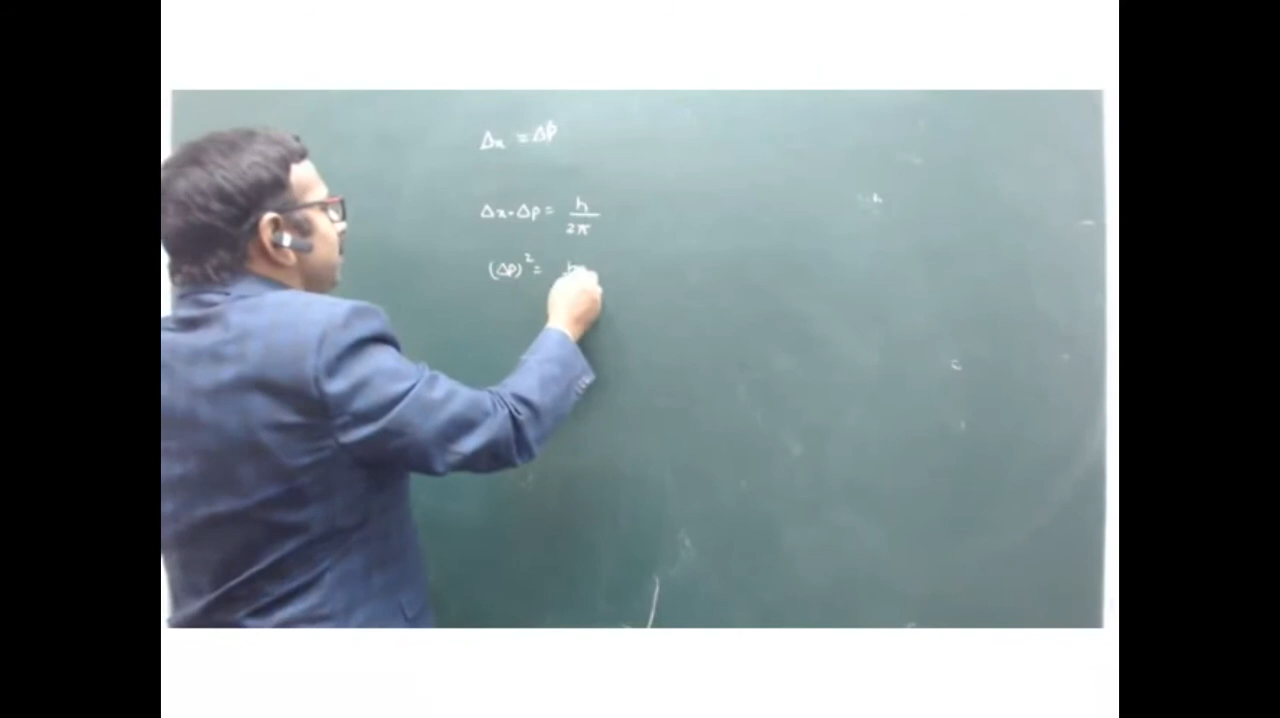 Δx = Δp
Δx · Δp = h / 2π
(Δp)² = h